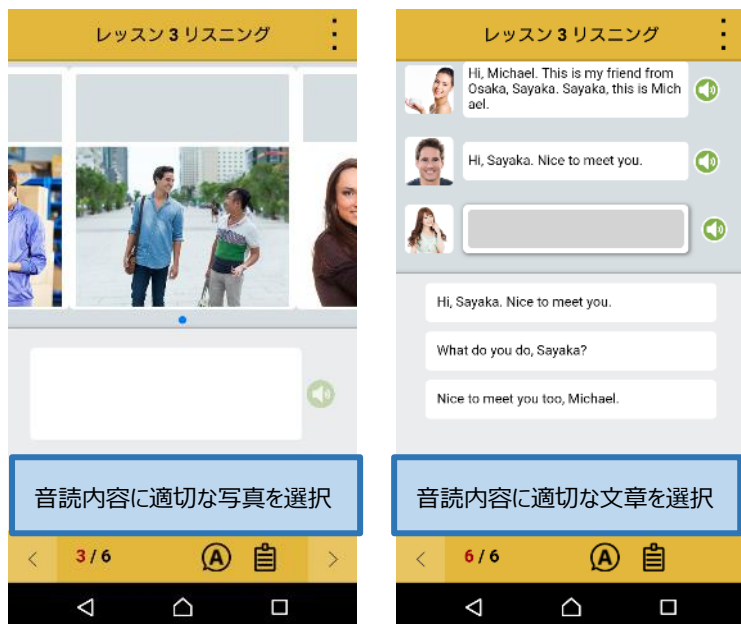 レッスン 3 リスニング
音読内容に適切な写真を選択
3 / 6
A
レッスン 3 リスニング
Hi, Michael. This is my friend from
Osaka, Sayaka. Sayaka, this is Mich
ael.
Hi, Sayaka. Nice to meet you.
Hi, Sayaka. Nice to meet you.
What do you do, Sayaka?
Nice to meet you too, Michael.
音読内容に適切な文章を選択
6 / 6
A